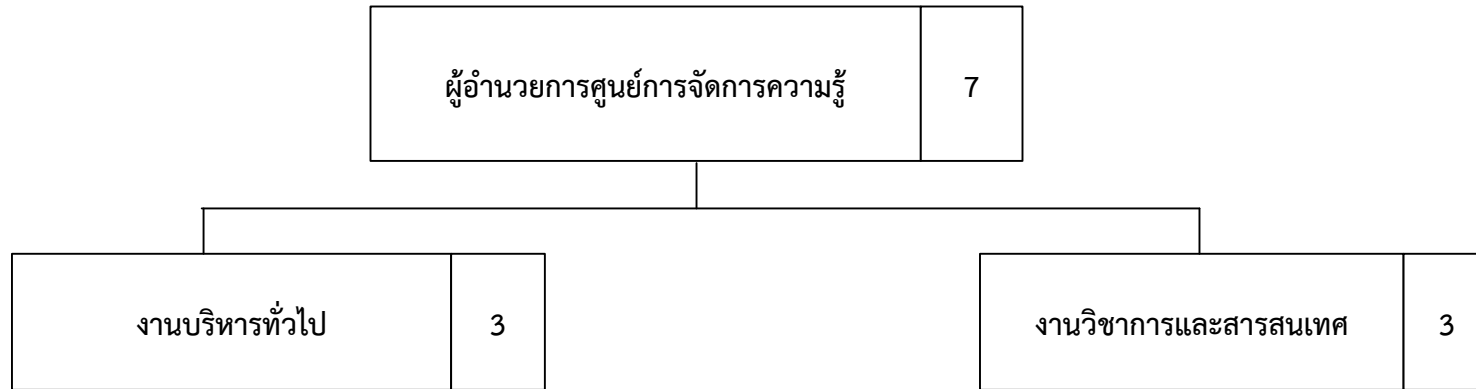 ผู้อำนวยการศูนย์การจัดการความรู้ 7
งานบริหารทั่วไป 3
งานวิชาการและสารสนเทศ 3